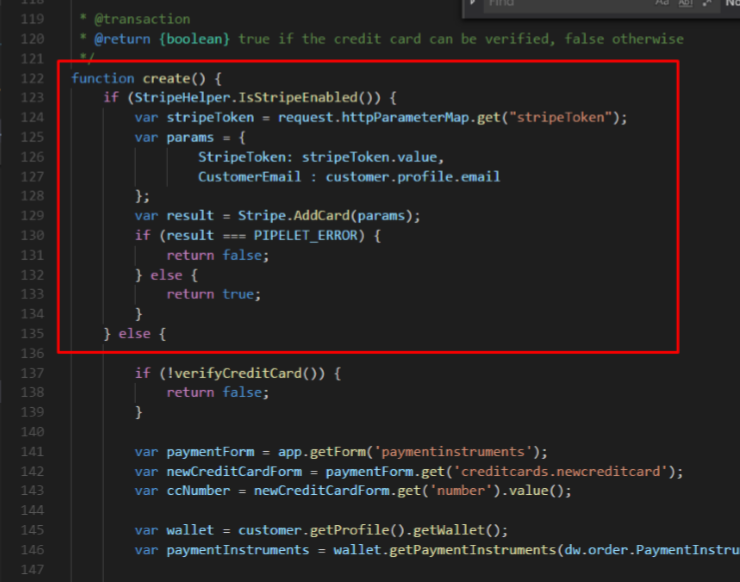 Find
119 * @transaction
120 * @return {boolean} true if the credit card can be verified, false otherwise
121 */
122 function create() {
123 if (StripeHelper.IsStripeEnabled()) {
124 var stripeToken = request.httpParameterMap.get("stripeToken");
125 var params = {
126 StripeToken: stripeToken.value,
127 CustomerEmail : customer.profile.email
128 };
129 var result = Stripe.AddCard(params);
130 if (result === PIPELET_ERROR) {
131 return false;
132 } else {
133 return true;
134 }
135 } else {
136
137 if (!verifyCreditCard()) {
138 return false;
139 }
140
141 var paymentForm = app.getForm('paymentinstruments');
142 var newCreditCardForm = paymentForm.get('creditcards.newcreditcard');
143 var ccNumber = newCreditCardForm.get('number').value();
144
145 var wallet = customer.getProfile().getWallet();
146 var paymentInstruments = wallet.getPaymentInstruments(dw.order.PaymentInstru
147